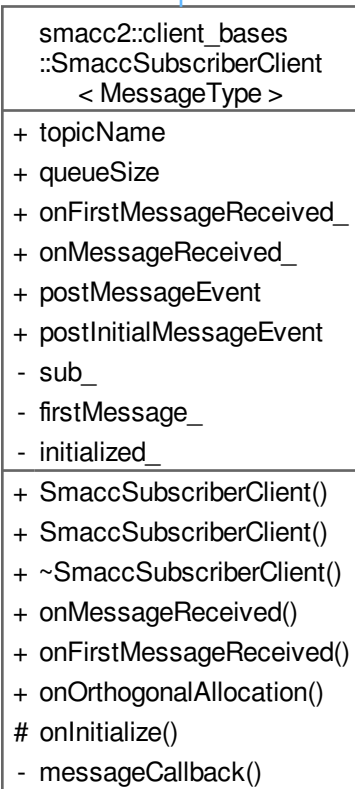 smacc2::client_bases
::SmaccSubscriberClient
< MessageType >
+ topicName
+ queueSize
+ onFirstMessageReceived_
+ onMessageReceived_
+ postMessageEvent
+ postInitialMessageEvent
- sub_
- firstMessage_
- initialized_
+ SmaccSubscriberClient()
+ SmaccSubscriberClient()
+ ~SmaccSubscriberClient()
+ onMessageReceived()
+ onFirstMessageReceived()
+ onOrthogonalAllocation()
# onInitialize()
- messageCallback()